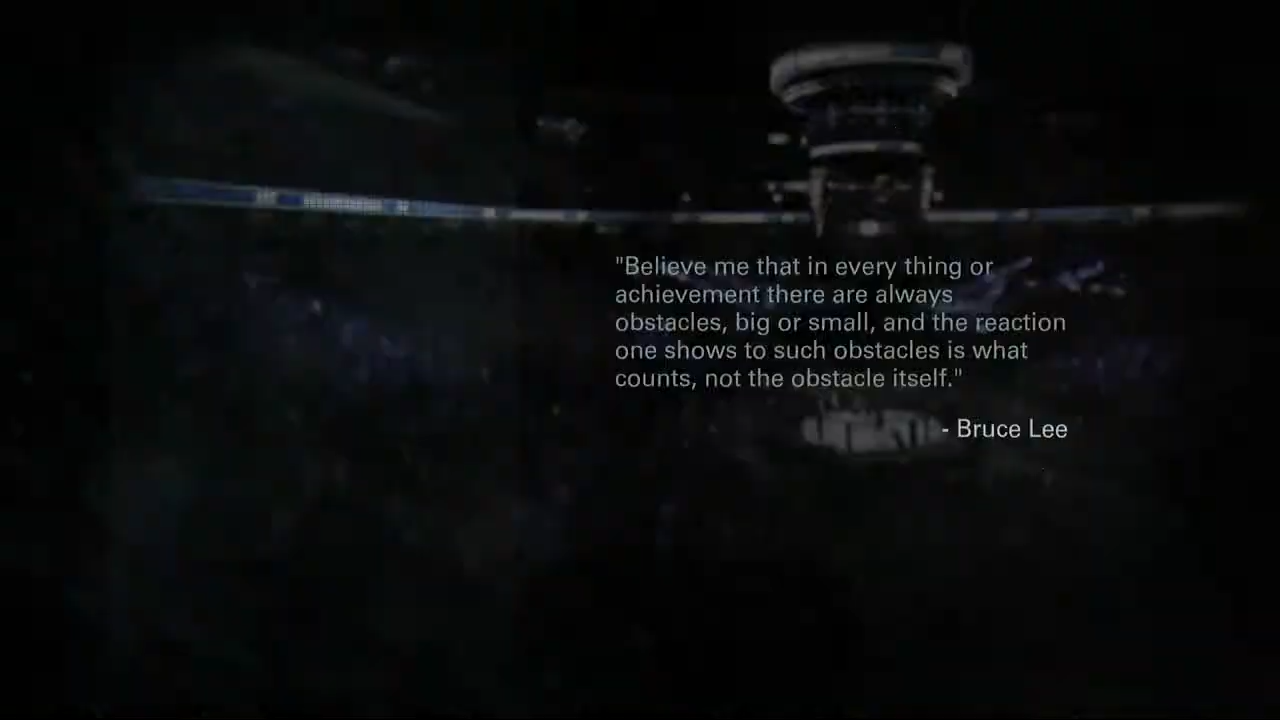 "Believe me that in every thing or
achievement there are always
obstacles, big or small, and the reaction
one shows to such obstacles is what
counts, not the obstacle itself."
- Bruce Lee